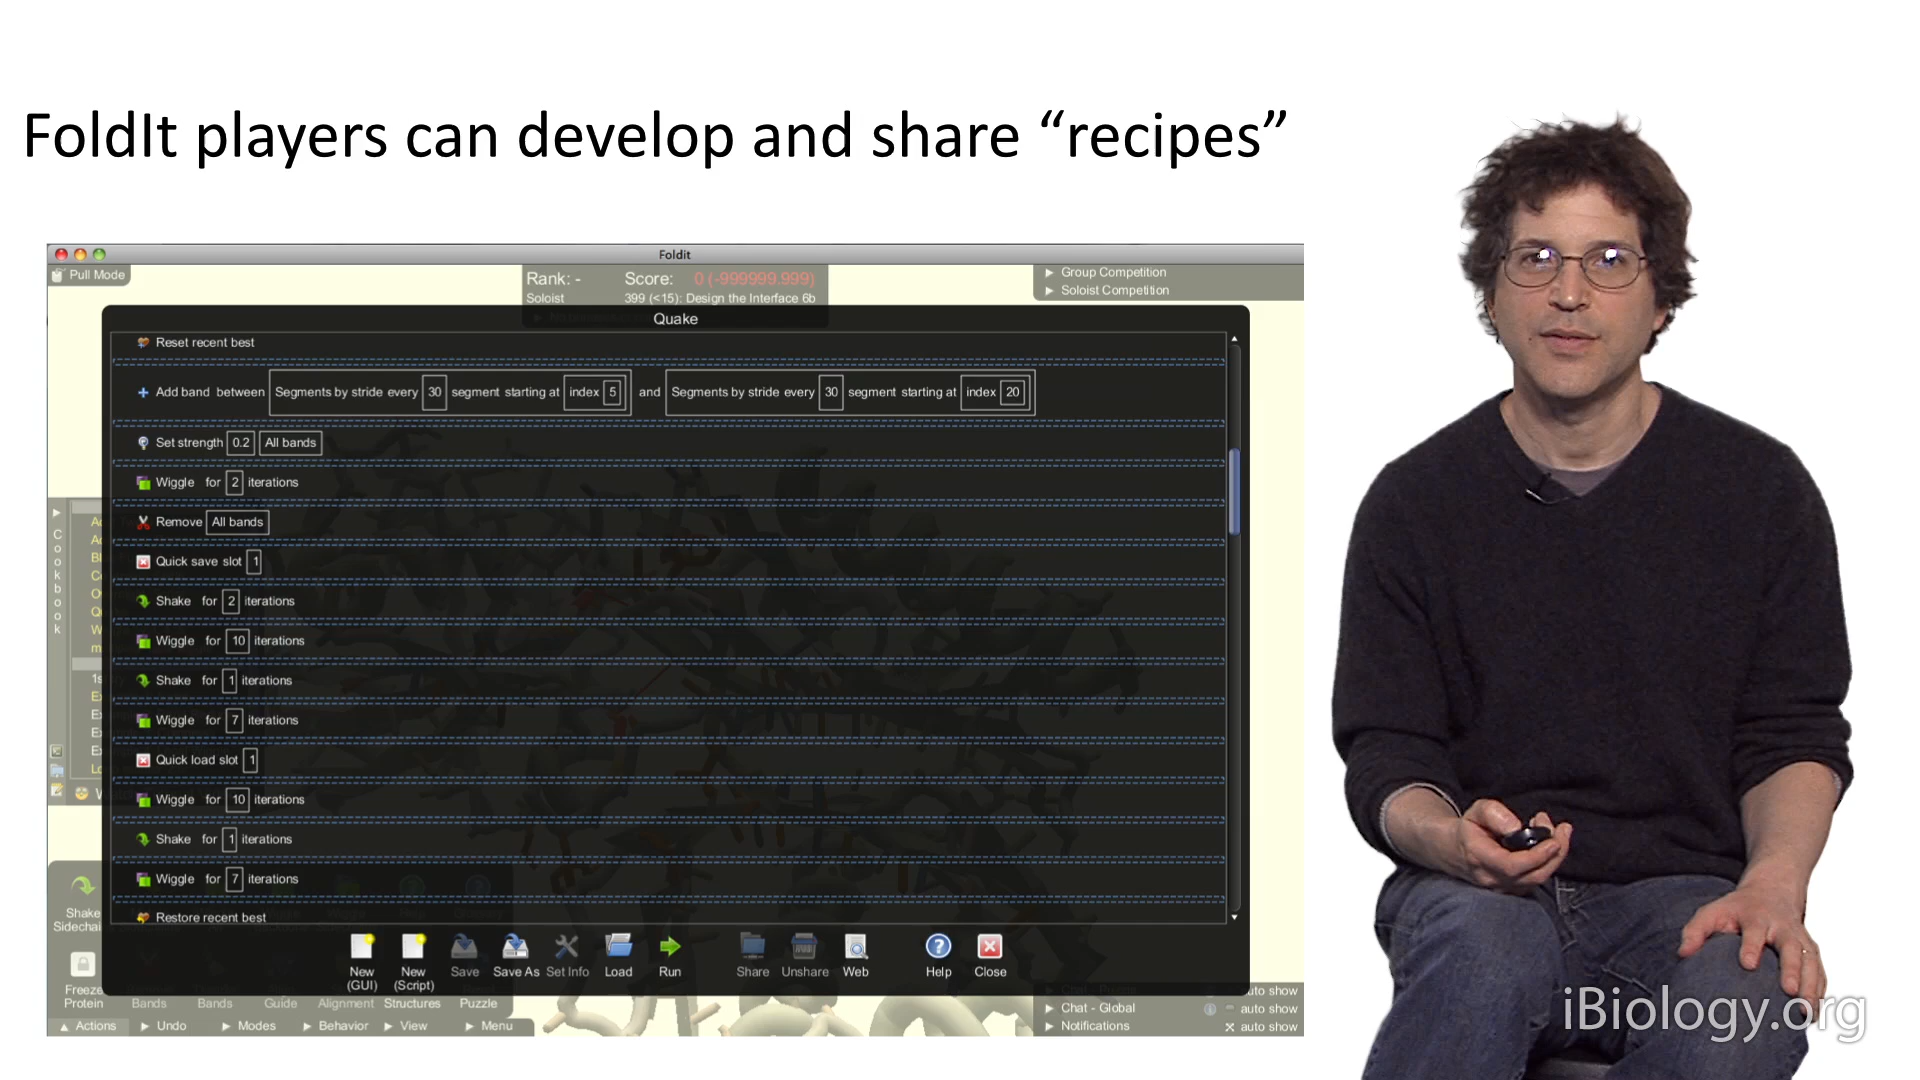 FoldIt players can develop and share “recipes”
Foldit
Pull Mode
Rank: -
Score: 0 (-999999.999)
Soloist
399 (<15): Design the Interface 6b
Group Competition
Soloist Competition
Quake
Reset recent best
Add band between Segments by stride every 30 segment starting at index 5 and Segments by stride every 30 segment starting at index 20
Set strength 0.2 All bands
Wiggle for 2 iterations
Remove All bands
Quick save slot 1
Shake for 2 iterations
Wiggle for 10 iterations
Shake for 1 iterations
Wiggle for 7 iterations
Quick load slot 1
Wiggle for 10 iterations
Shake for 1 iterations
Wiggle for 7 iterations
Restore recent best
Cookbook
New (GUI)
New (Script)
Save
Save As
Set Info
Load
Run
Share
Unshare
Web
Help
Close
Shake
Freeze
Protein
Bands
Bands
Guide
Alignment
Structures
Puzzle
Actions
Undo
Modes
Behavior
View
Menu
auto show
Chat - Global
auto show
Notifications
auto show
iBiology.org